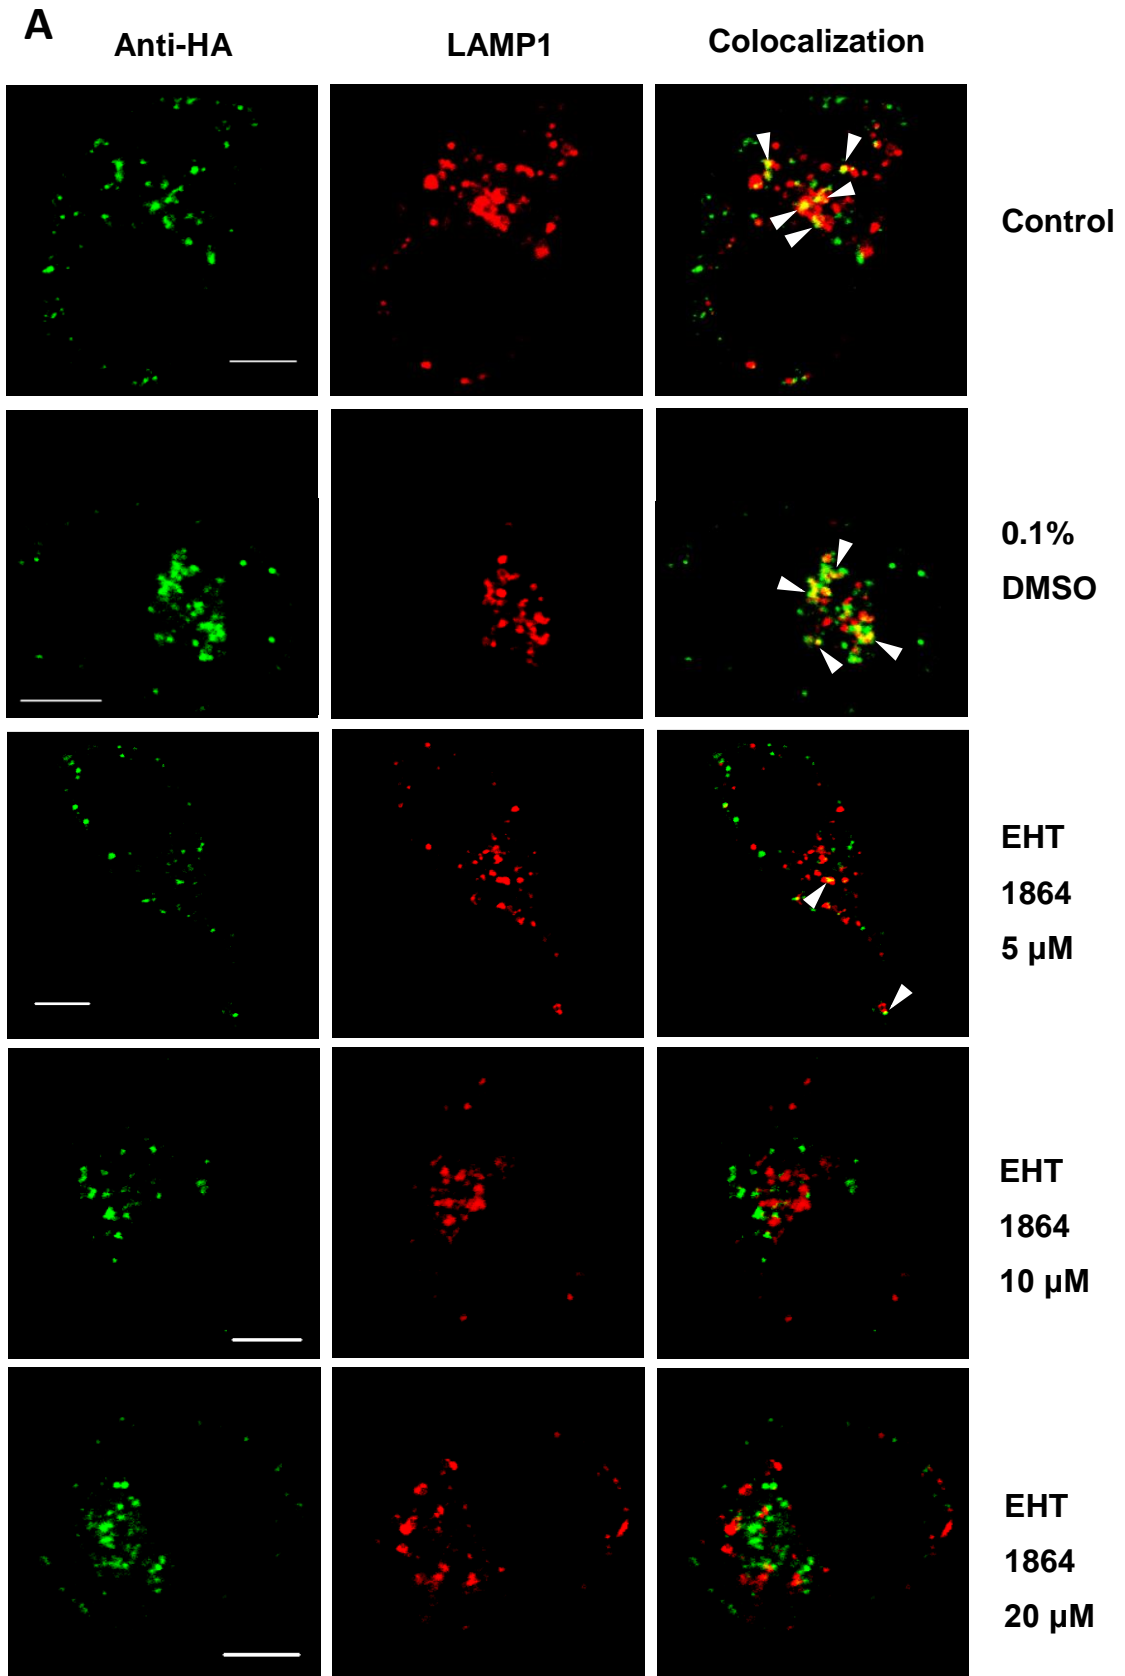 A
Anti-HA
LAMP1
Colocalization
Control
0.1%
DMSO
EHT
1864
5 µM
EHT
1864
10 µM
EHT
1864
20 µM